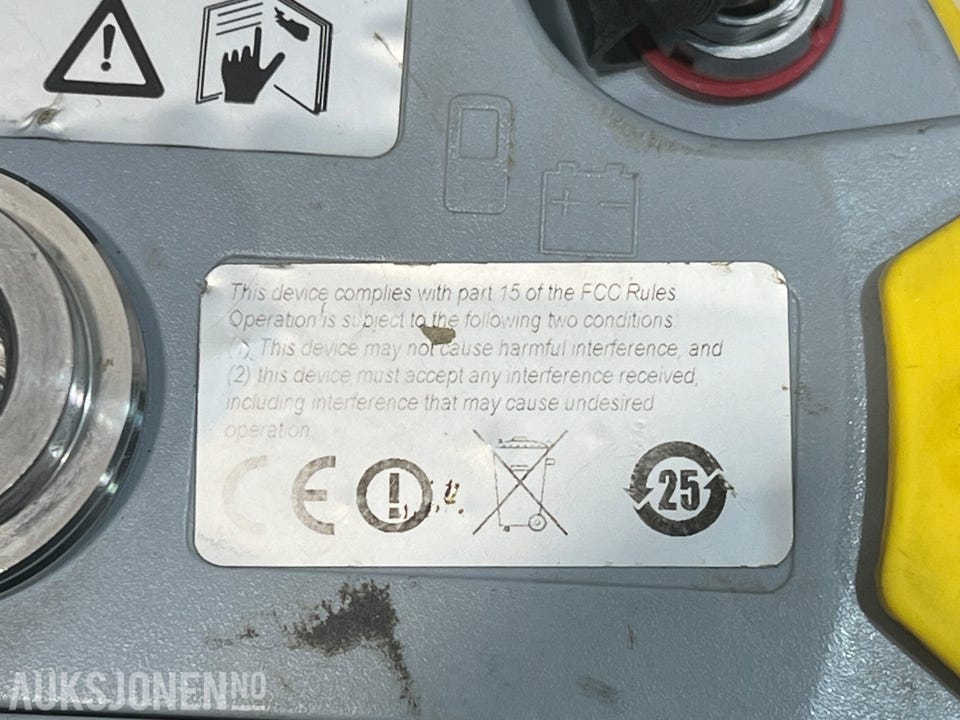 This device complies with part 15 of the FCC Rules
Operation is subject to the following two conditions:
(1) This device may not cause harmful interference, and
(2) this device must accept any interference received,
including interference that may cause undesired
operation.
CE
25
AUKSJONEN.NO